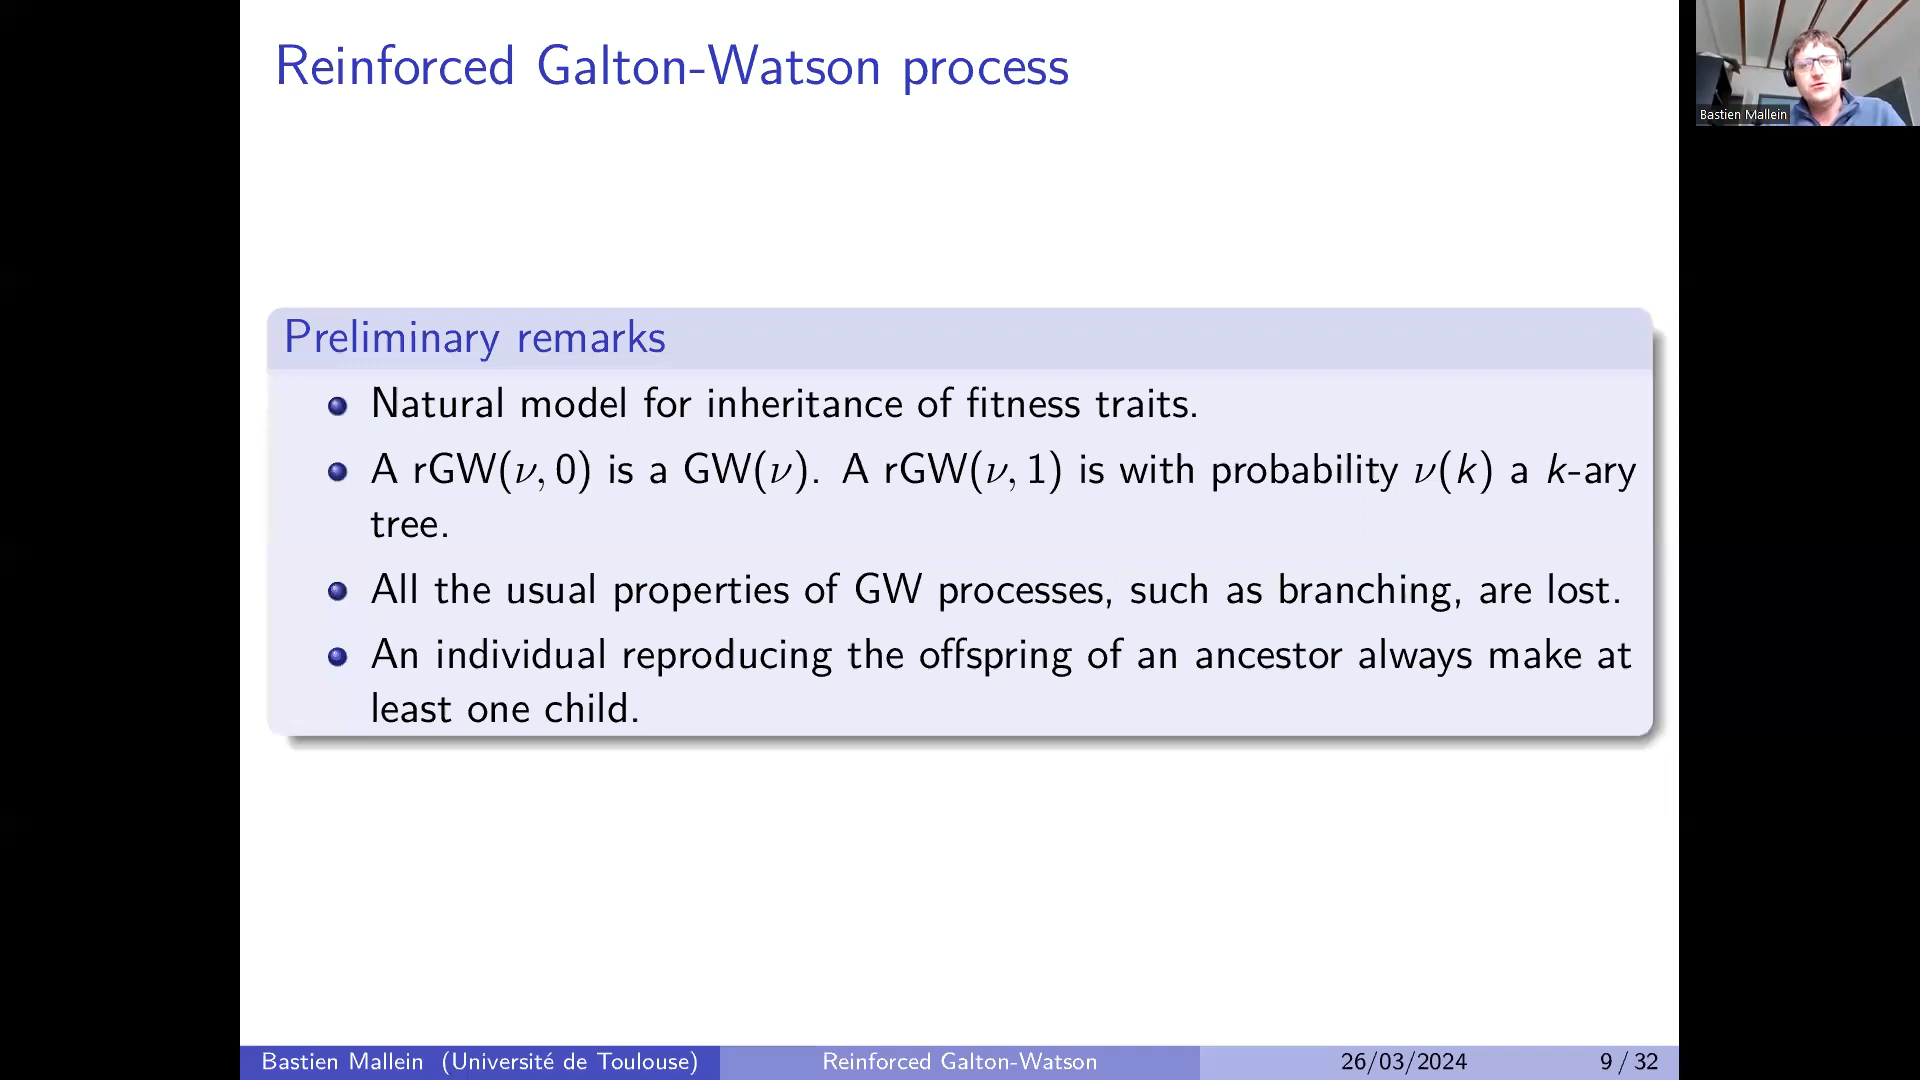 Reinforced Galton-Watson process
Bastien Mallein
Preliminary remarks
Natural model for inheritance of fitness traits.
A rGW(ν, 0) is a GW(ν). A rGW(ν, 1) is with probability ν(k) a k-ary
tree.
All the usual properties of GW processes, such as branching, are lost.
An individual reproducing the offspring of an ancestor always make at
least one child.
Bastien Mallein (Université de Toulouse) Reinforced Galton-Watson 26/03/2024 9 / 32